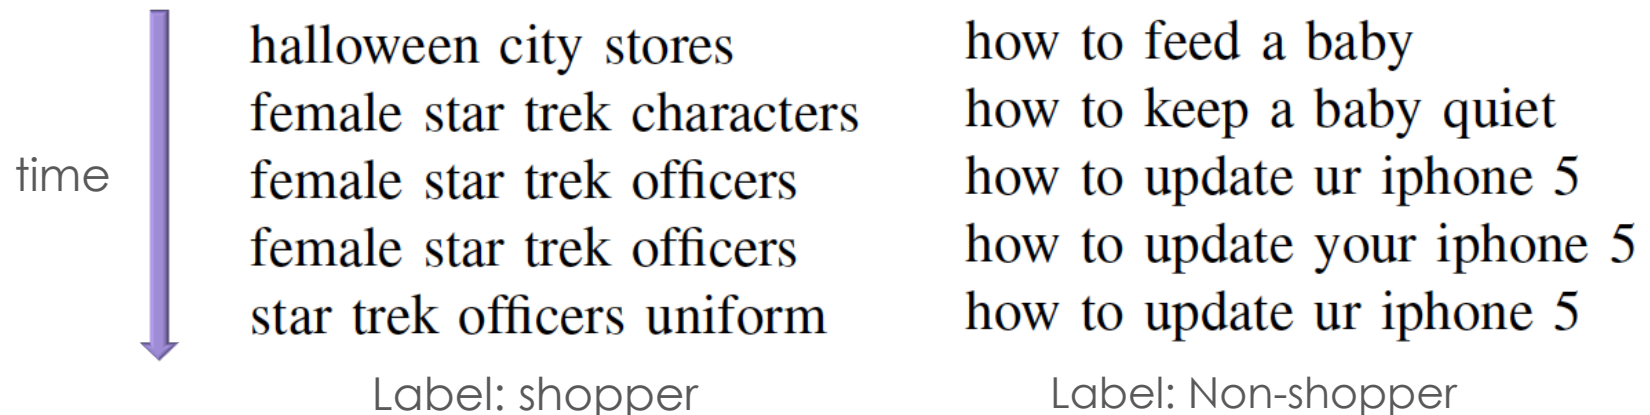 time
halloween city stores
female star trek characters
female star trek officers
female star trek officers
star trek officers uniform
Label: shopper
how to feed a baby
how to keep a baby quiet
how to update ur iphone 5
how to update your iphone 5
how to update ur iphone 5
Label: Non-shopper